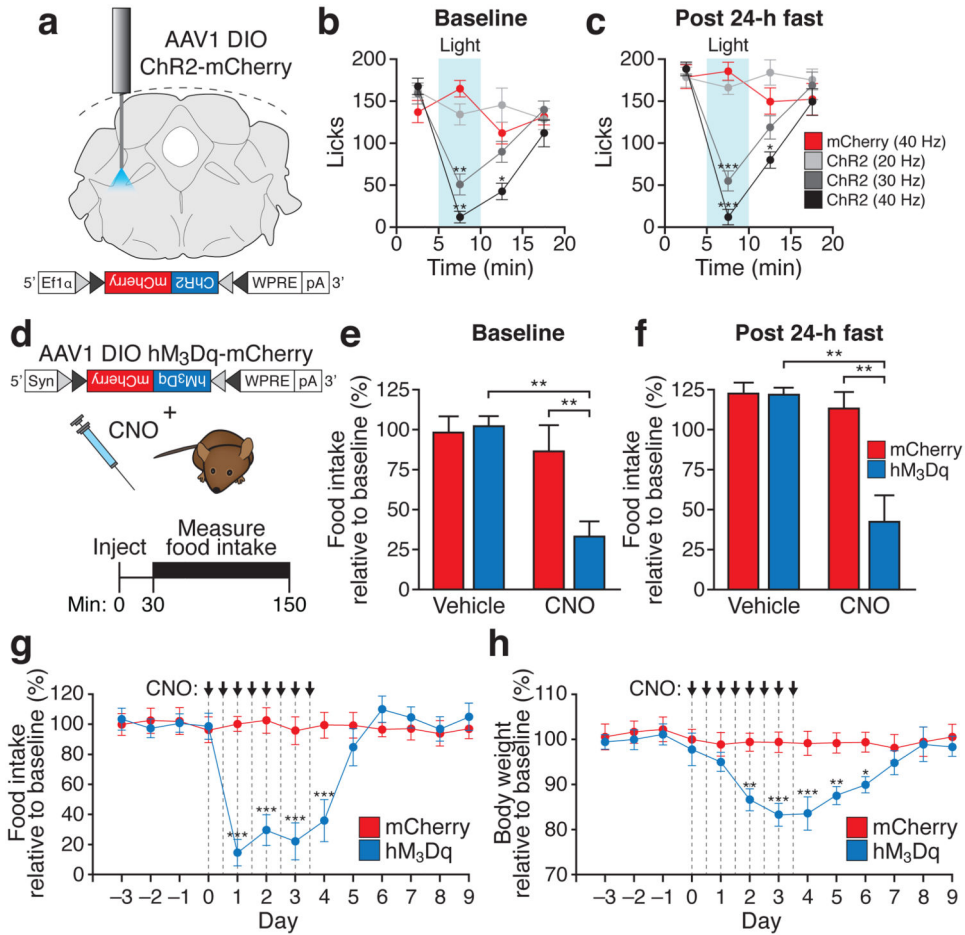 a
AAV1 DIO
ChR2-mCherry
5' Ef1α mCherry ChR2 WPRE pA 3'
b
Baseline
Light
Licks
200
150
100
50
0
**
**
*
0 5 10 15 20
Time (min)
c
Post 24-h fast
Light
Licks
200
150
100
50
0
***
***
*
0 5 10 15 20
Time (min)
mCherry (40 Hz)
ChR2 (20 Hz)
ChR2 (30 Hz)
ChR2 (40 Hz)
d
AAV1 DIO hM₃Dq-mCherry
5' Syn mCherry hM₃Dq WPRE pA 3'
CNO +
Measure
Inject food intake
Min: 0 30 150
e
Baseline
Food intake
relative to baseline (%)
125
100
75
50
25
0
**
**
Vehicle CNO
f
Post 24-h fast
Food intake
relative to baseline (%)
125
100
75
50
25
0
**
**
Vehicle CNO
mCherry
hM₃Dq
g
CNO:
Food intake
relative to baseline (%)
120
100
80
60
40
20
0
*** *** *** ***
mCherry
hM₃Dq
−3 −2 −1 0 1 2 3 4 5 6 7 8 9
Day
h
CNO:
Body weight
relative to baseline (%)
110
100
90
80
70
** *** *** ** *
mCherry
hM₃Dq
−3 −2 −1 0 1 2 3 4 5 6 7 8 9
Day